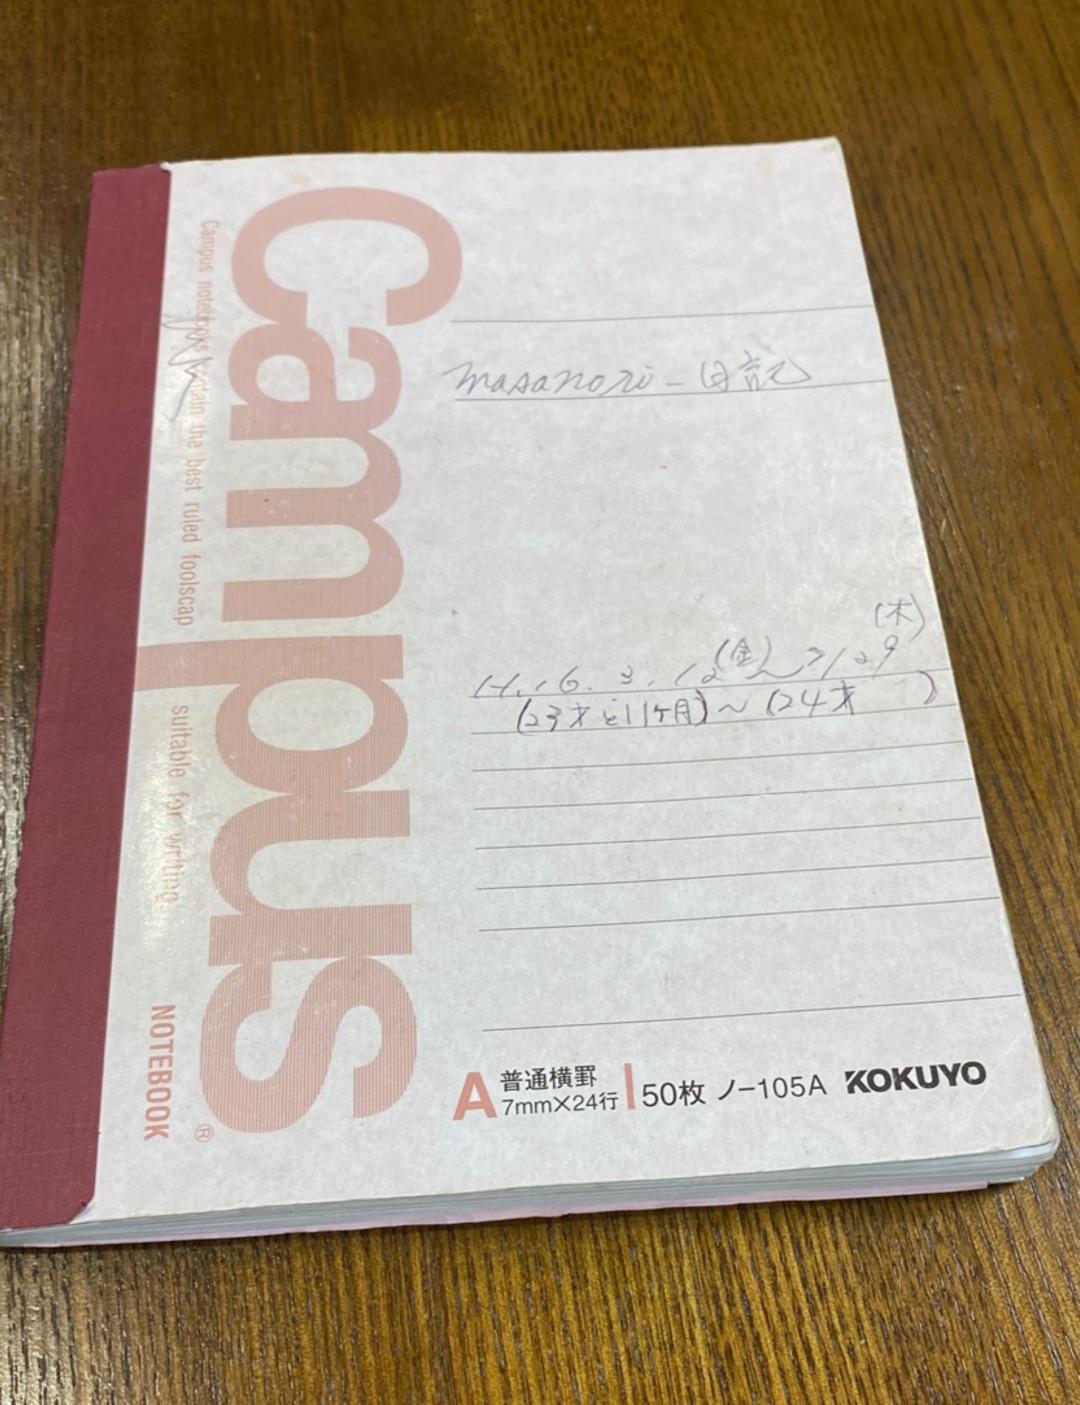 Campus
Campus notebooks contain the best ruled foolscap
suitable for writing.
NOTEBOOK
®
masanori-日記
(木)
H.16.3.12(金)~7/29
(23才と11ケ月)~(24才 )
A 普通横罫
7mm×24行
50枚 ノ-105A KOKUYO